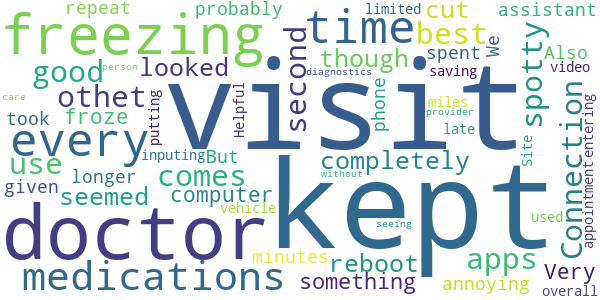 repeat probably limited cut assistant
freezing time best
We Also
good looked second though spent spotty
saving video
visit
person diagnostics
othet
care
froze took putting Helpful phone miles
every provider late
Connection
entering
appointment
Site
use inputing But completely
given longer comes
seemed computer without used
kept
doctor vehicle seeing
minutes reboot apps
medications something annoying Very
overall